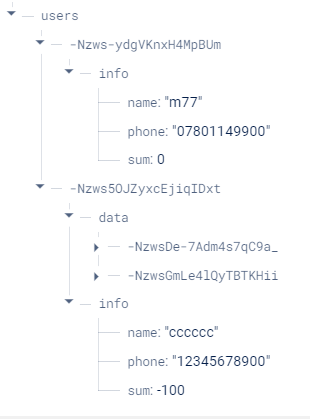 users
-Nzws-ydgVKnxH4MpBUm
info
name: "m77"
phone: "07801149900"
sum: 0
-Nzws5OJZyxcEjiqIDxt
data
-NzwsDe-7Adm4s7qC9a_
-NzwsGmLe4lQyTBTKHii
info
name: "cccccc"
phone: "12345678900"
sum: -100